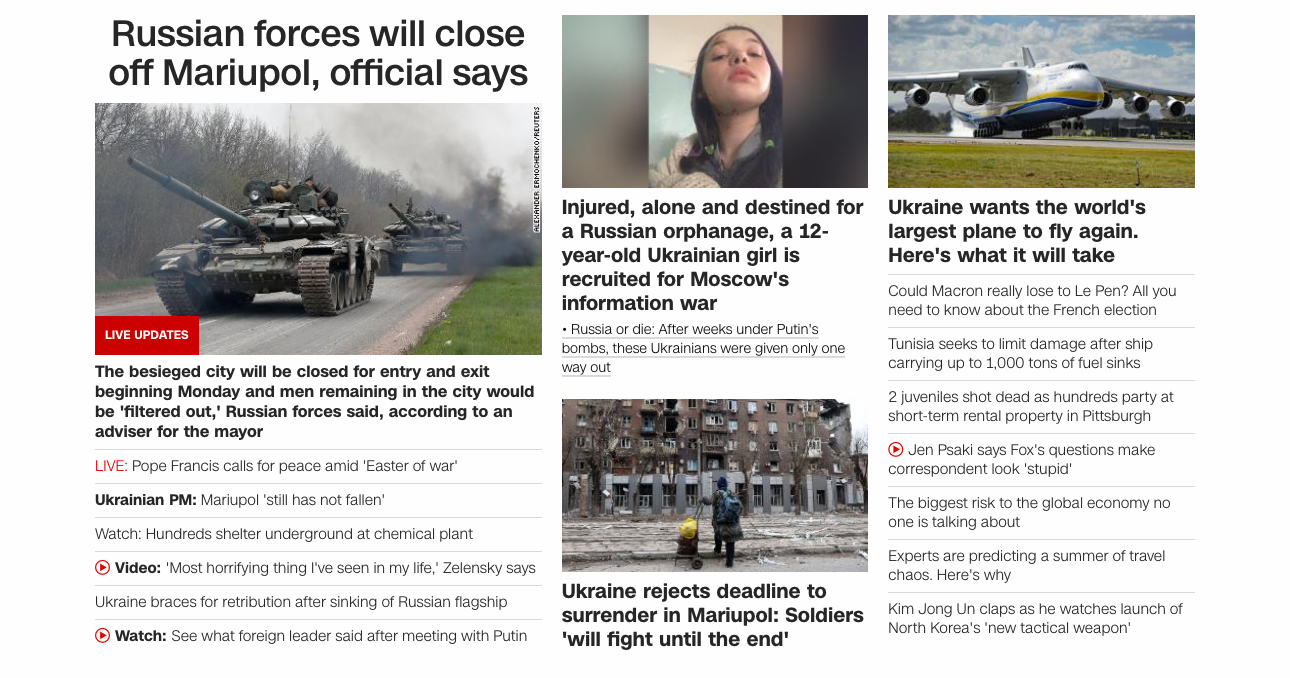 Russian forces will close
off Mariupol, official says
ALEXANDER ERMOCHENKO/REUTERS
Z
LIVE UPDATES
The besieged city will be closed for entry and exit
beginning Monday and men remaining in the city would
be 'filtered out,' Russian forces said, according to an
adviser for the mayor
LIVE: Pope Francis calls for peace amid 'Easter of war'
Ukrainian PM: Mariupol 'still has not fallen'
Watch: Hundreds shelter underground at chemical plant
Video: 'Most horrifying thing I've seen in my life,' Zelensky says
Ukraine braces for retribution after sinking of Russian flagship
Watch: See what foreign leader said after meeting with Putin
Injured, alone and destined for
a Russian orphanage, a 12-
year-old Ukrainian girl is
recruited for Moscow's
information war
• Russia or die: After weeks under Putin's
bombs, these Ukrainians were given only one
way out
Ukraine rejects deadline to
surrender in Mariupol: Soldiers
'will fight until the end'
Ukraine wants the world's
largest plane to fly again.
Here's what it will take
Could Macron really lose to Le Pen? All you
need to know about the French election
Tunisia seeks to limit damage after ship
carrying up to 1,000 tons of fuel sinks
2 juveniles shot dead as hundreds party at
short-term rental property in Pittsburgh
Jen Psaki says Fox's questions make
correspondent look 'stupid'
The biggest risk to the global economy no
one is talking about
Experts are predicting a summer of travel
chaos. Here's why
Kim Jong Un claps as he watches launch of
North Korea's 'new tactical weapon'